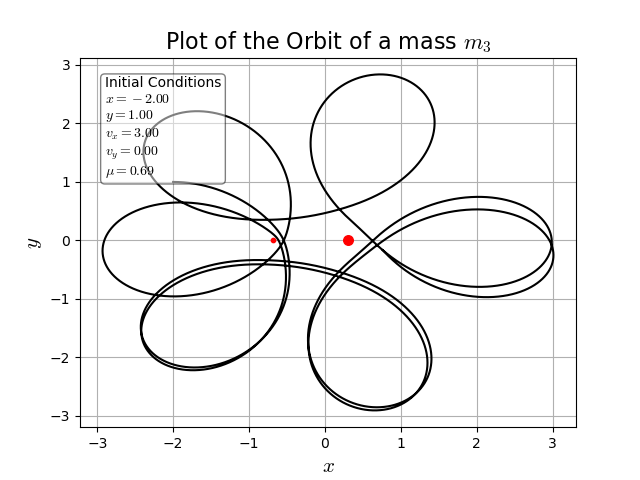 Plot of the Orbit of a mass m₃
Initial Conditions
x = −2.00
y = 1.00
vₓ = 3.00
v_y = 0.00
μ = 0.69
3
2
1
0
−1
−2
−3
y
−3 −2 −1 0 1 2 3
x